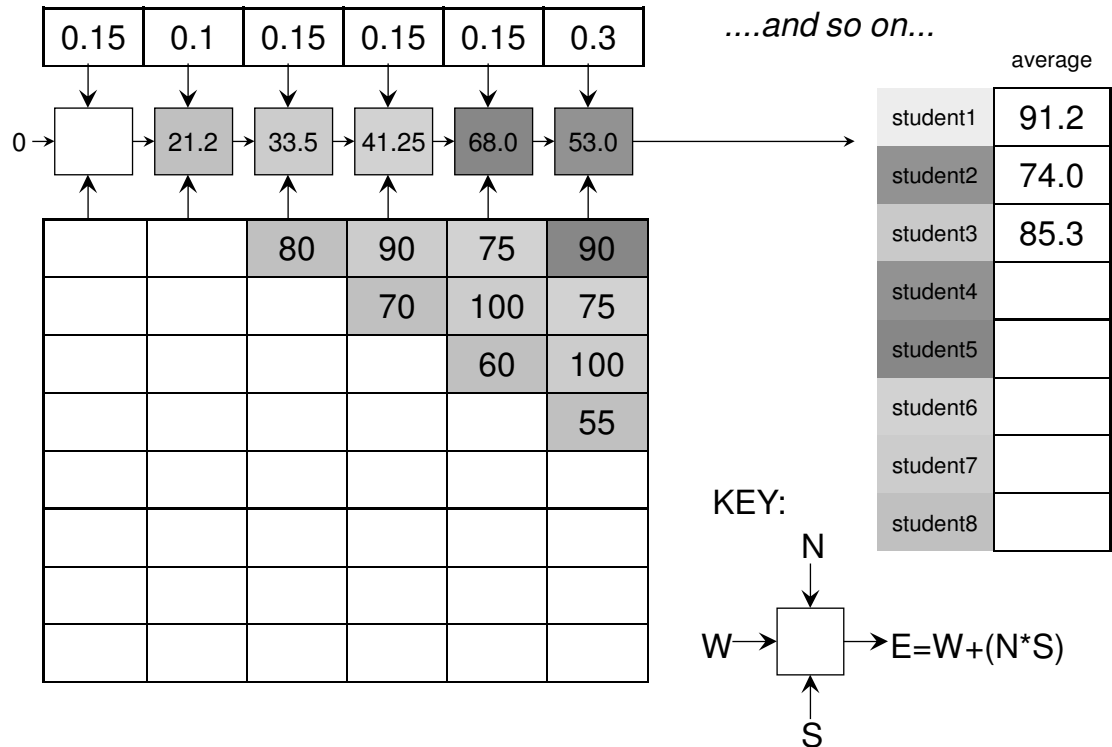 0.15 0.1 0.15 0.15 0.15 0.3
....and so on...
average
0 21.2 33.5 41.25 68.0 53.0
80 90 75 90
70 100 75
60 100
55
student1 91.2
student2 74.0
student3 85.3
student4
student5
student6
student7
student8
KEY:
N
W E=W+(N*S)
S